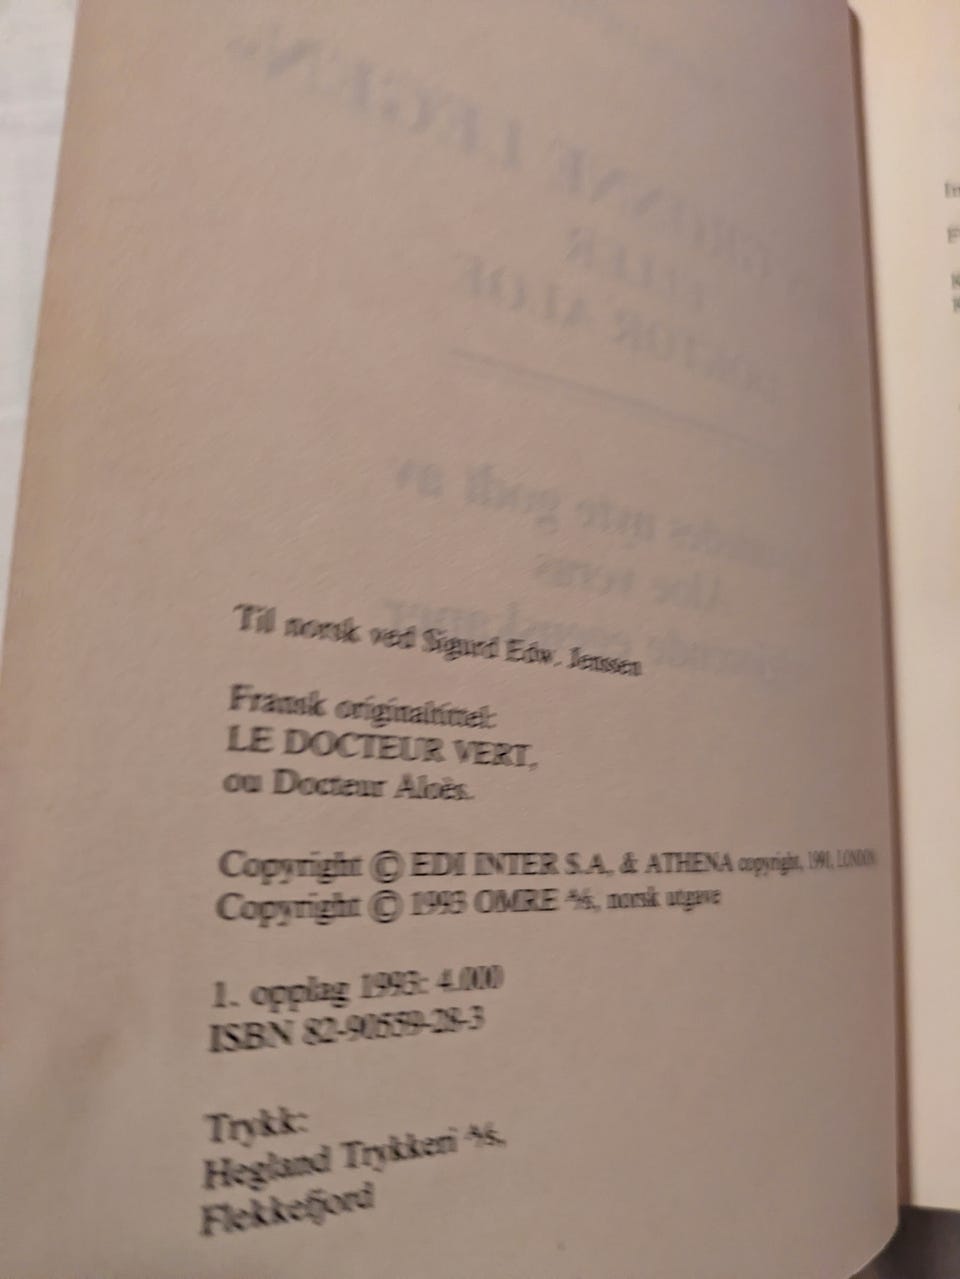 Til norsk ved Sigurd Edw. Jenssen
Fransk originaltittel:
LE DOCTEUR VERT,
ou Docteur Aloès.
Copyright © EDI INTER S.A. & ATHENA copyright, 1991, LONDON
Copyright © 1993 OMRE A/S, norsk utgave
1. opplag 1993: 4.000
ISBN 82-90559-28-3
Trykk:
Hegland Trykkeri A/S,
Flekkefjord